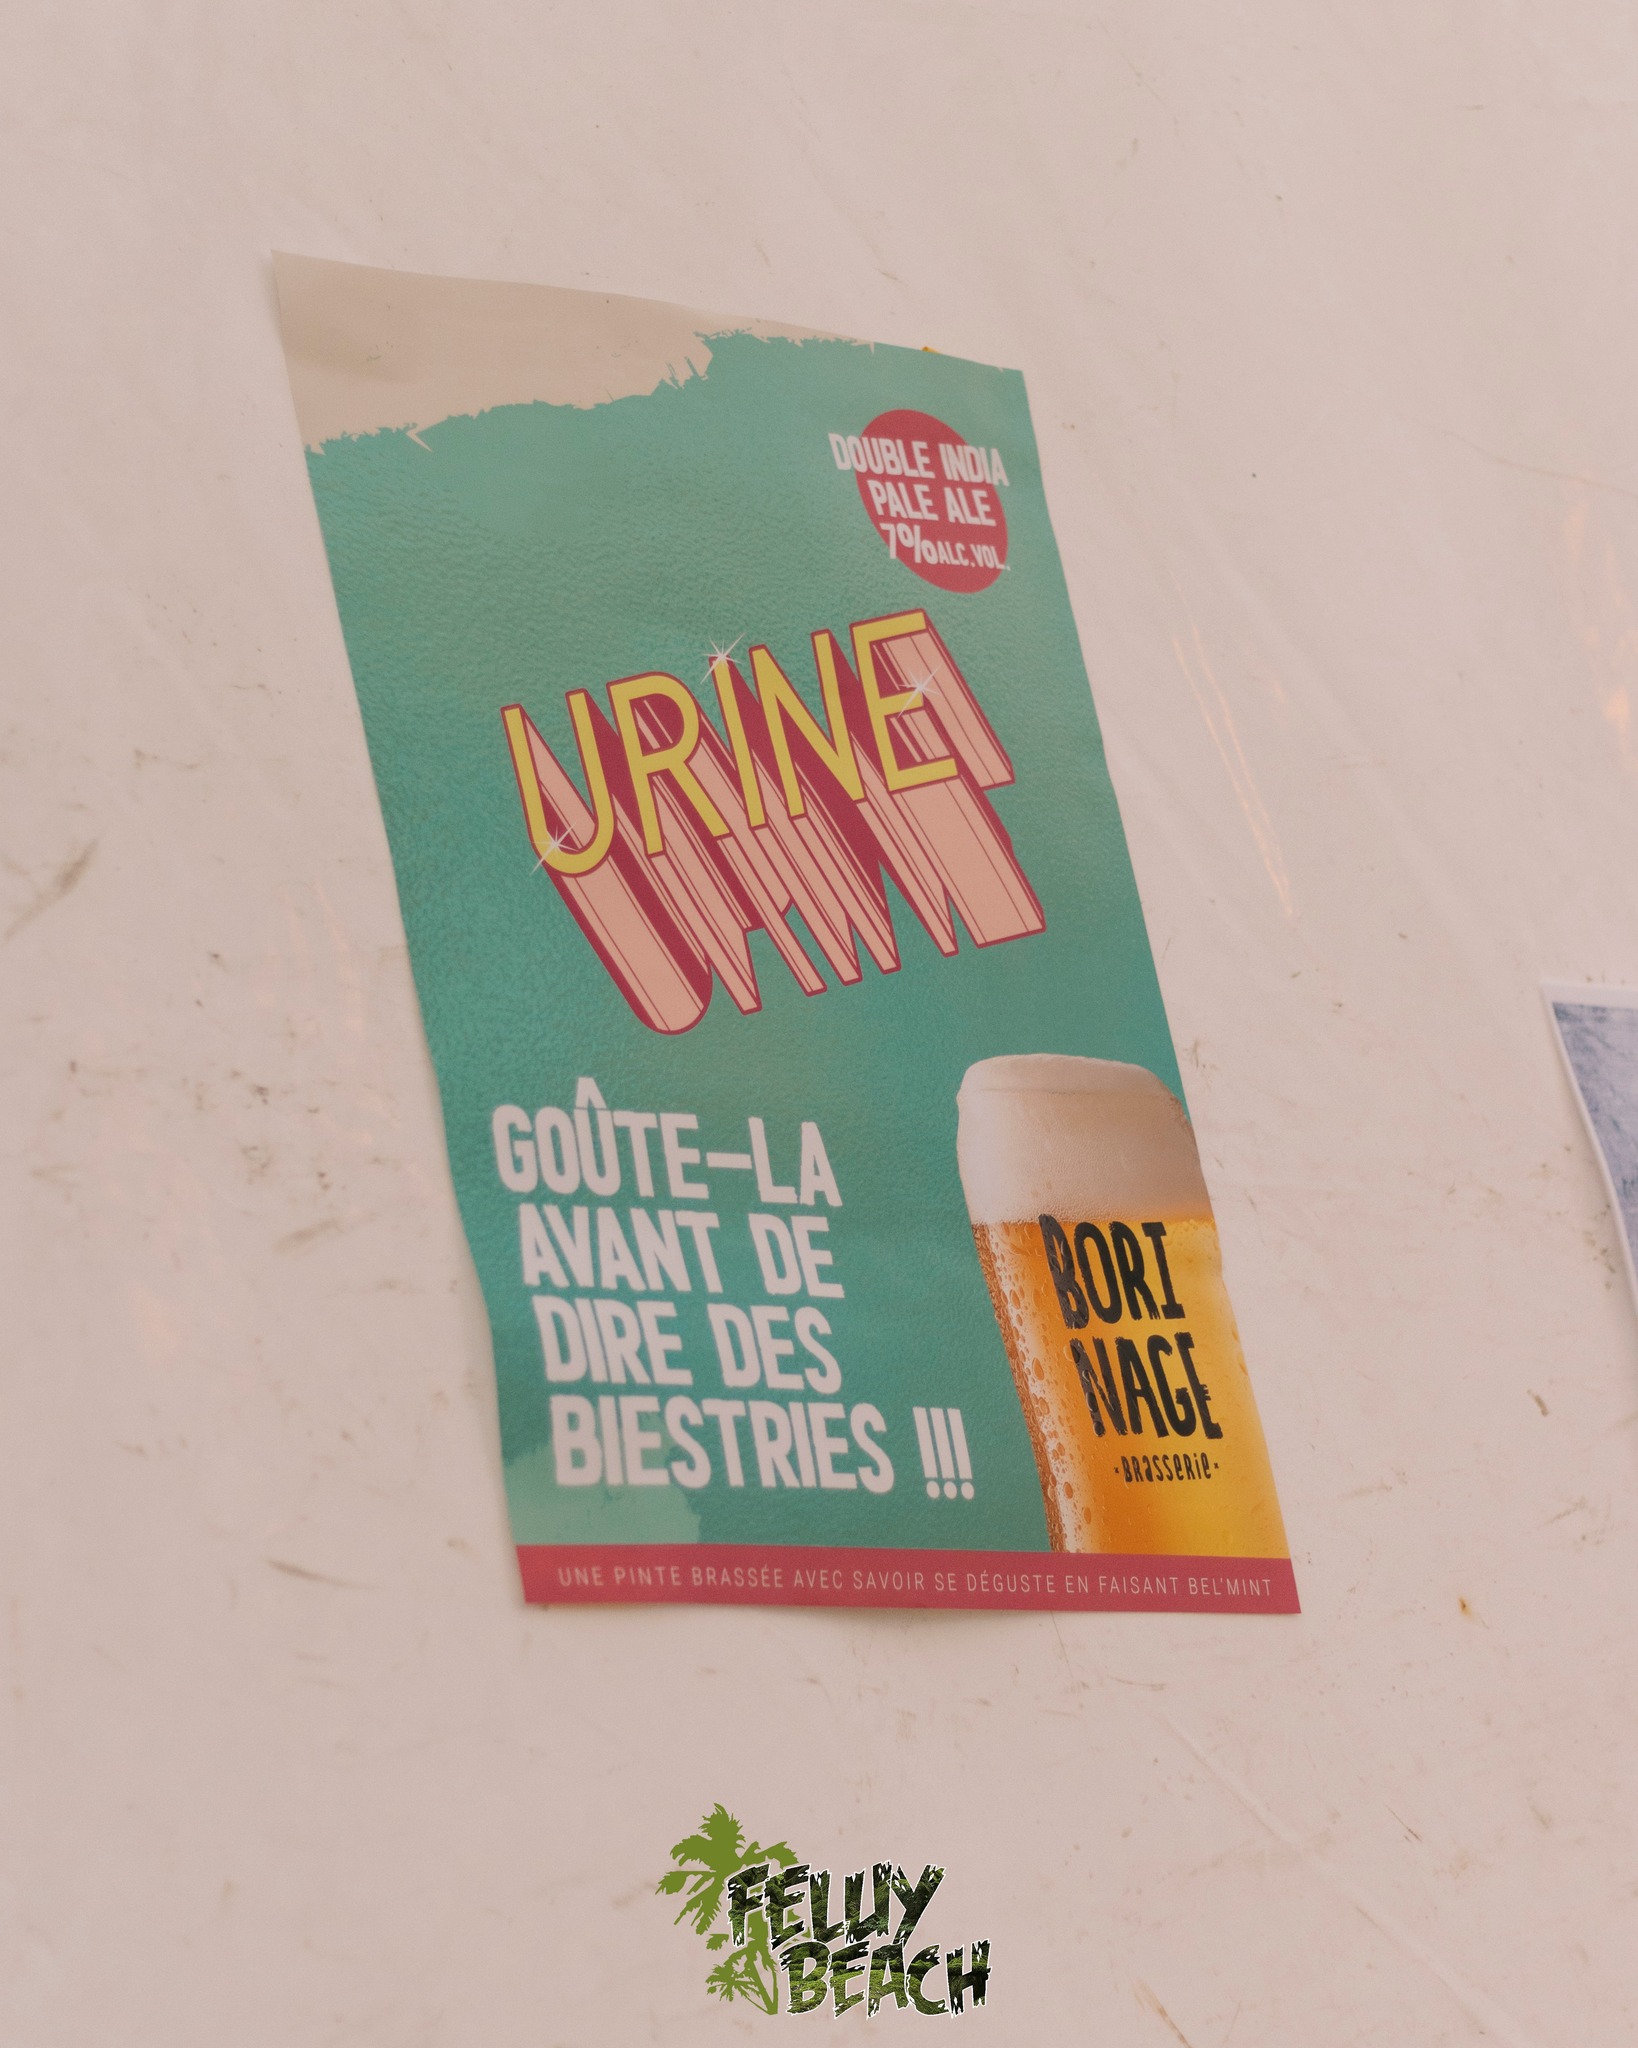 DOUBLE INDIA
PALE ALE
7% ALC. VOL.
URINE
GOÛTE-LA
AVANT DE
DIRE DES
BIESTRIES !!!
BORI
NAGE
-BRASSERIE-
UNE PINTE BRASSÉE AVEC SAVOIR SE DÉGUSTE EN FAISANT BEL'MINT
FELUY
BEACH